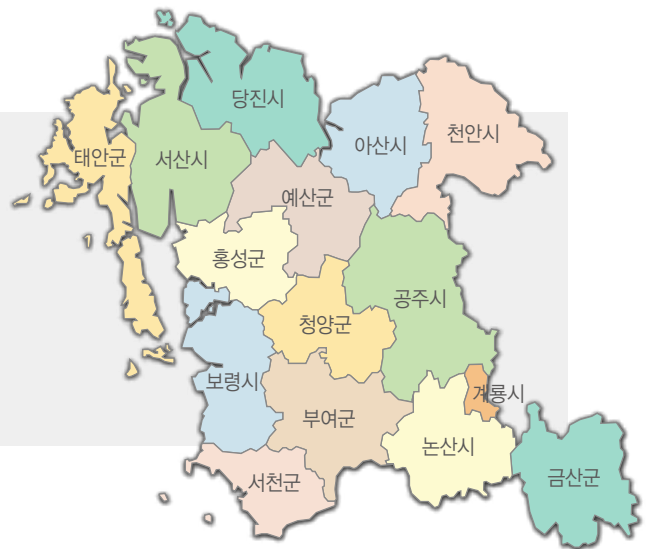 당진시
아산시
천안시
태안군
서산시
예산군
홍성군
공주시
청양군
보령시
계룡시
부여군
논산시
서천군
금산군